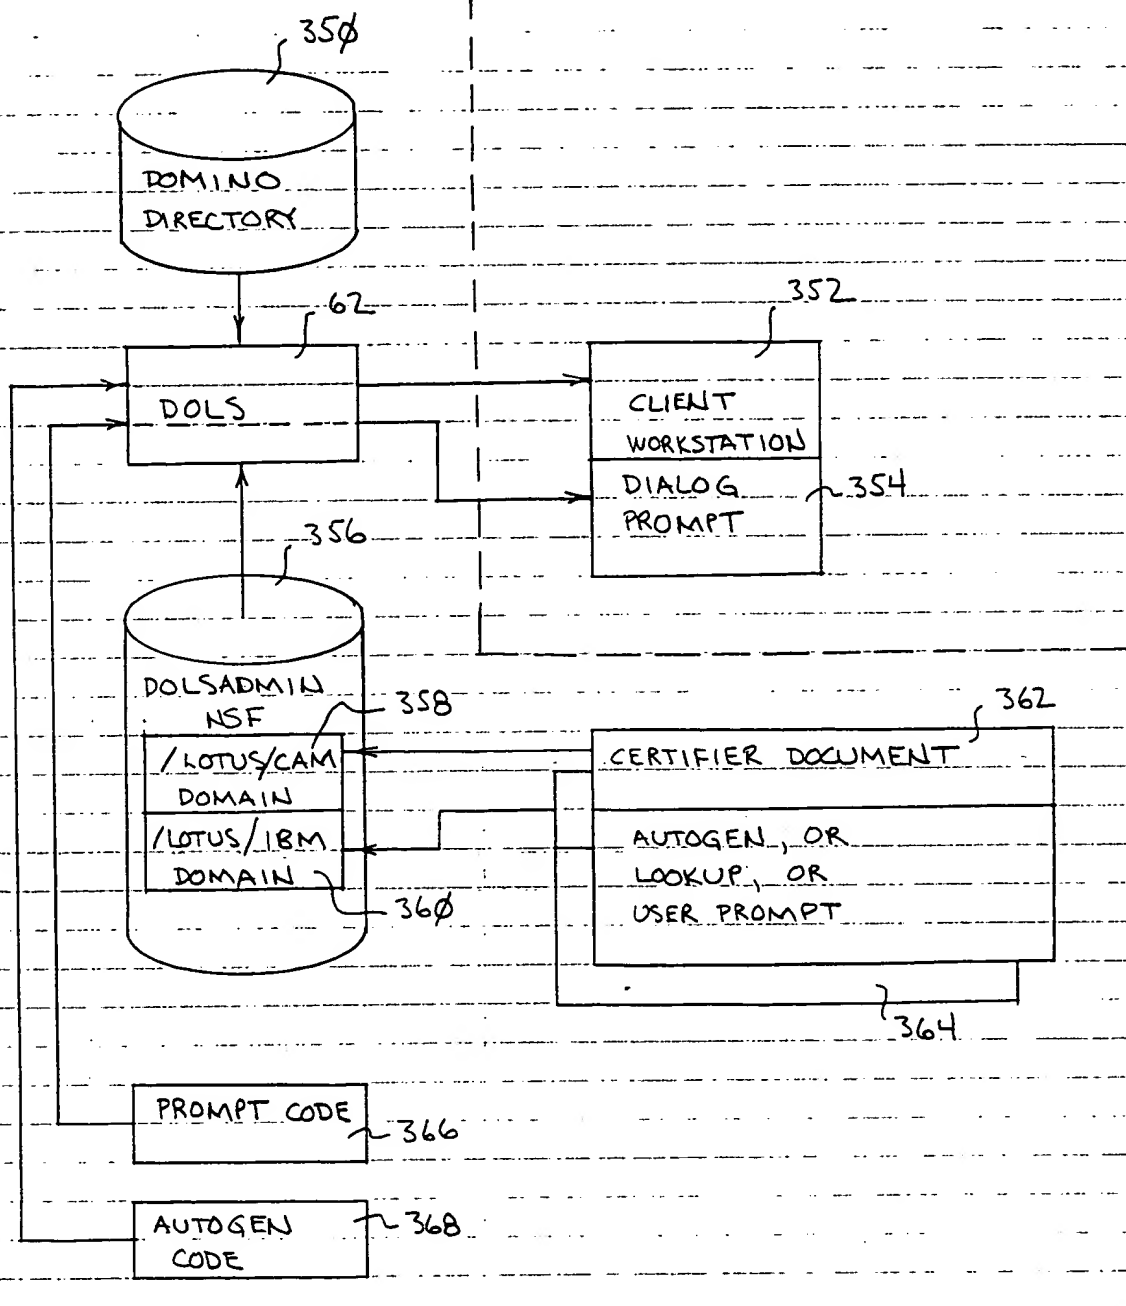 350
DOMINO
DIRECTORY
62
352
DOLS
CLIENT
WORKSTATION
DIALOG
PROMPT
354
356
DOLSADMIN
NSF
358
/LOTUS/CAM
DOMAIN
/LOTUS/IBM
DOMAIN
360
362
CERTIFIER DOCUMENT
AUTOGEN, OR
LOOKUP, OR
USER PROMPT
364
PROMPT CODE
366
AUTOGEN
CODE
368